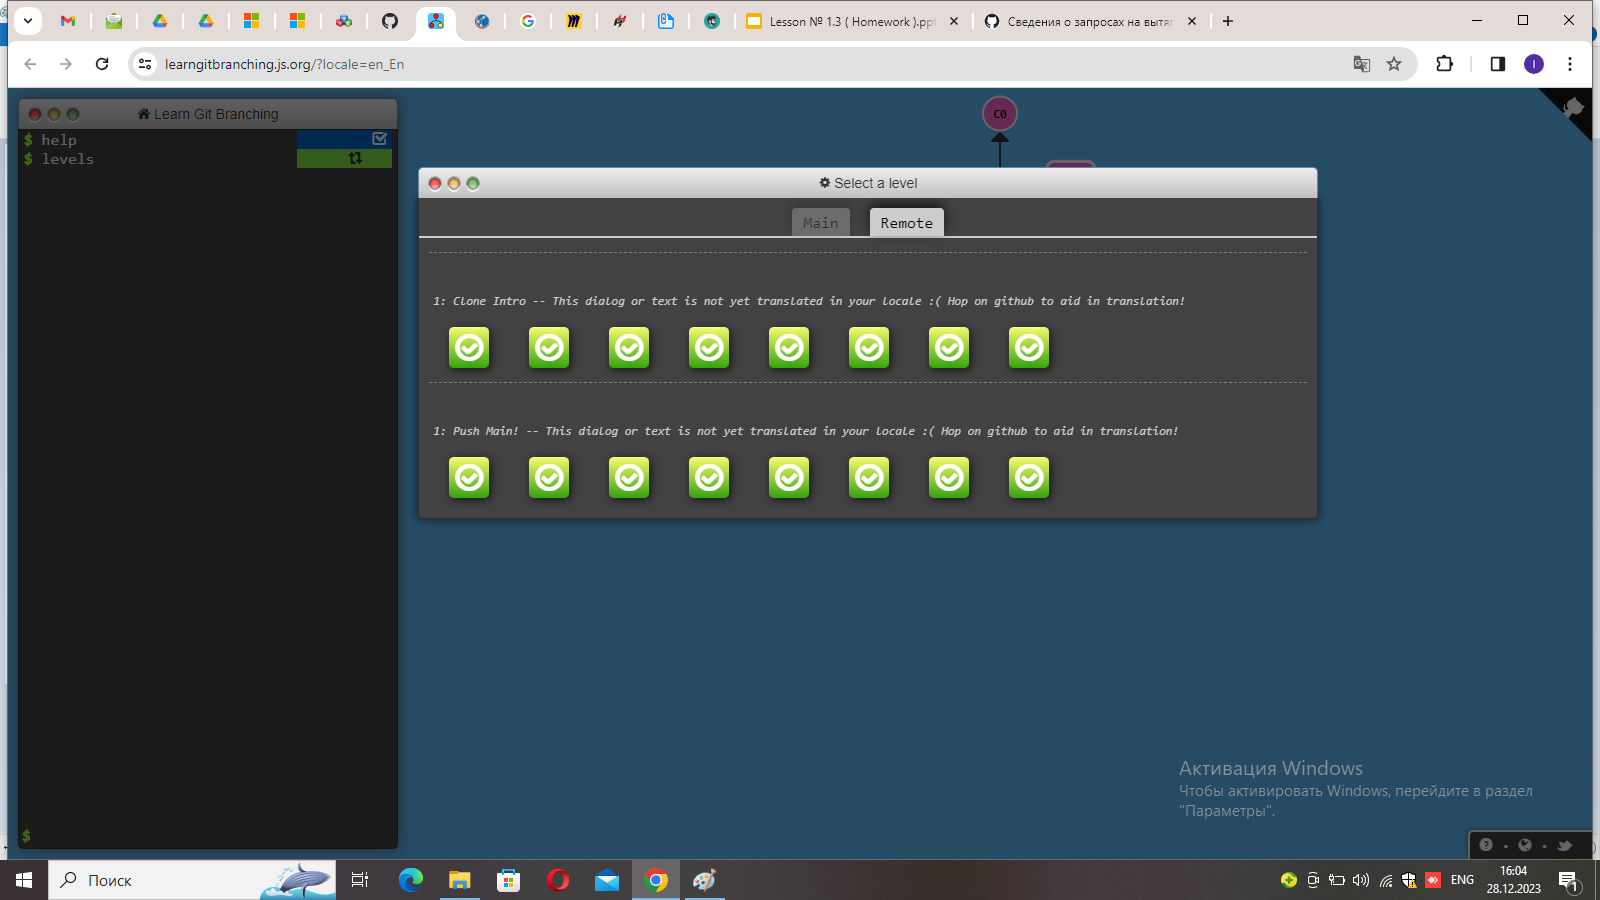 Lesson № 1.3 ( Homework ).ppt
Сведения о запросах на вытяг
learngitbranching.js.org/?locale=en_En
I
Learn Git Branching
$ help
$ levels
C0
Select a level
Main
Remote
1: Clone Intro -- This dialog or text is not yet translated in your locale :( Hop on github to aid in translation!
1: Push Main! -- This dialog or text is not yet translated in your locale :( Hop on github to aid in translation!
Активация Windows
Чтобы активировать Windows, перейдите в раздел
"Параметры".
$
Поиск
ENG
16:04
28.12.2023
1